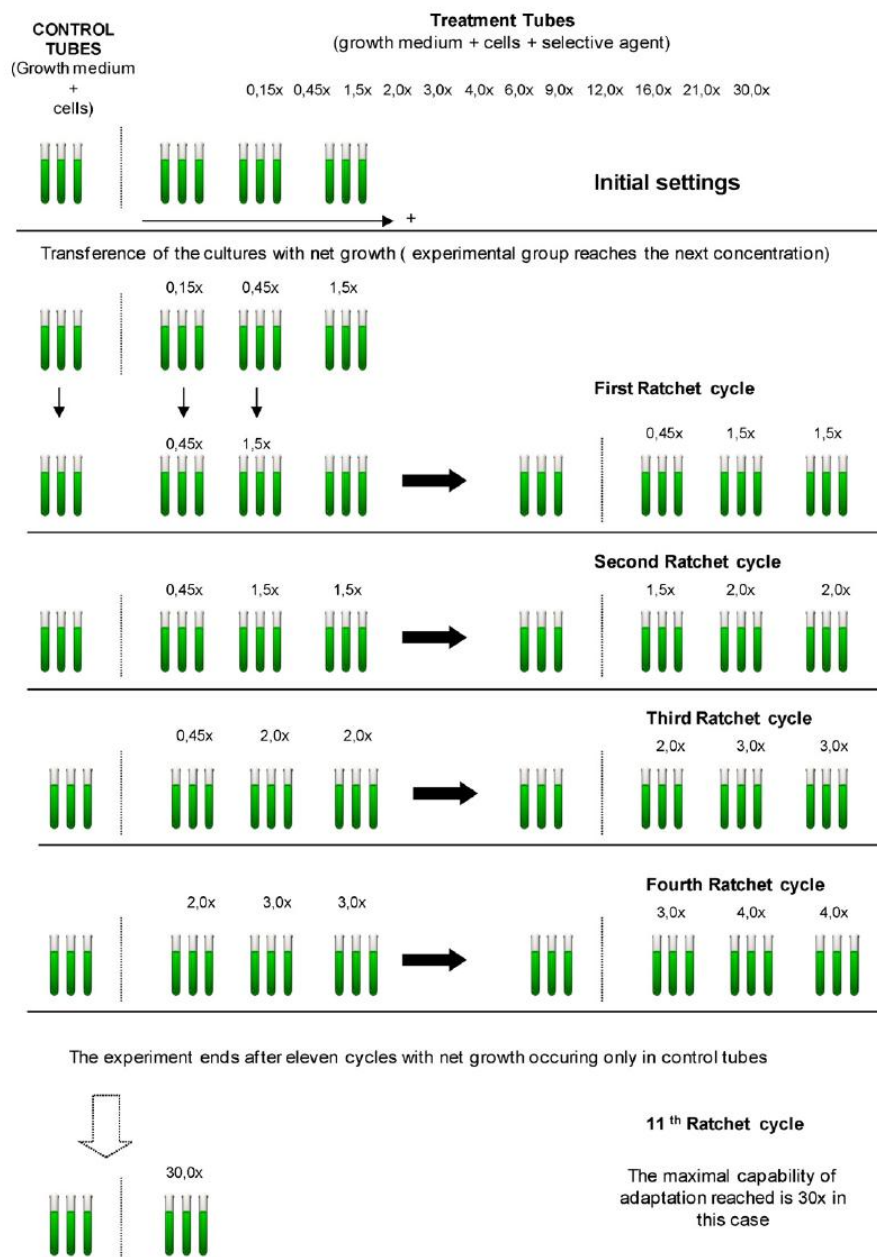 CONTROL
TUBES
(Growth medium
+
cells)
Treatment Tubes
(growth medium + cells + selective agent)
0,15x 0,45x 1,5x 2,0x 3,0x 4,0x 6,0x 9,0x 12,0x 16,0x 21,0x 30,0x
Initial settings
+
Transference of the cultures with net growth ( experimental group reaches the next concentration)
0,15x 0,45x 1,5x
First Ratchet cycle
0,45x 1,5x
0,45x 1,5x 1,5x
Second Ratchet cycle
0,45x 1,5x 1,5x
1,5x 2,0x 2,0x
Third Ratchet cycle
0,45x 2,0x 2,0x
2,0x 3,0x 3,0x
Fourth Ratchet cycle
2,0x 3,0x 3,0x
3,0x 4,0x 4,0x
The experiment ends after eleven cycles with net growth occuring only in control tubes
11 th Ratchet cycle
30,0x
The maximal capability of
adaptation reached is 30x in
this case